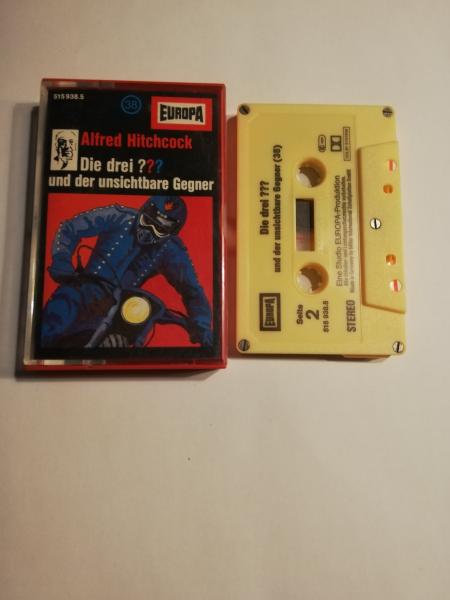 515 938.5
38
EUROPA
Alfred Hitchcock
Die drei ???
und der unsichtbare Gegner
Die drei ???
und der unsichtbare Gegner (38)
EUROPA
Seite
2
515 938.5
Eine Studio EUROPA-Produktion
STEREO